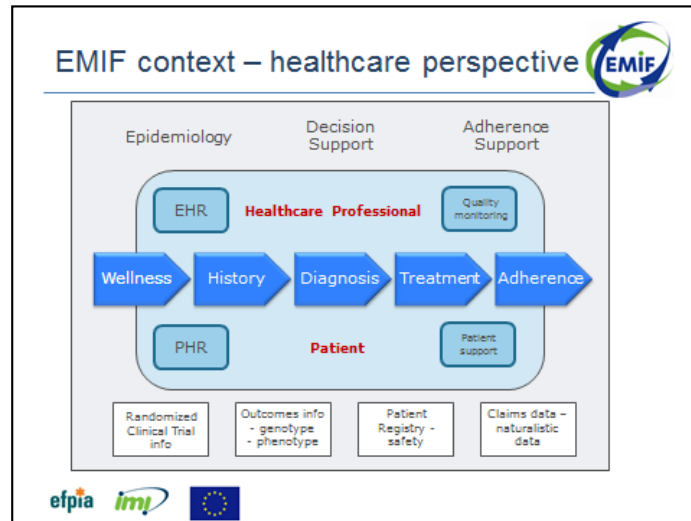 EMIF context – healthcare perspective
EMIF
Epidemiology
Decision
Support
Adherence
Support
EHR
Healthcare Professional
Quality
monitoring
Wellness
History
Diagnosis
Treatment
Adherence
PHR
Patient
Patient
support
Randomized
Clinical Trial
info
Outcomes info
- genotype
- phenotype
Patient
Registry -
safety
Claims data –
naturalistic
data
efpia
imi